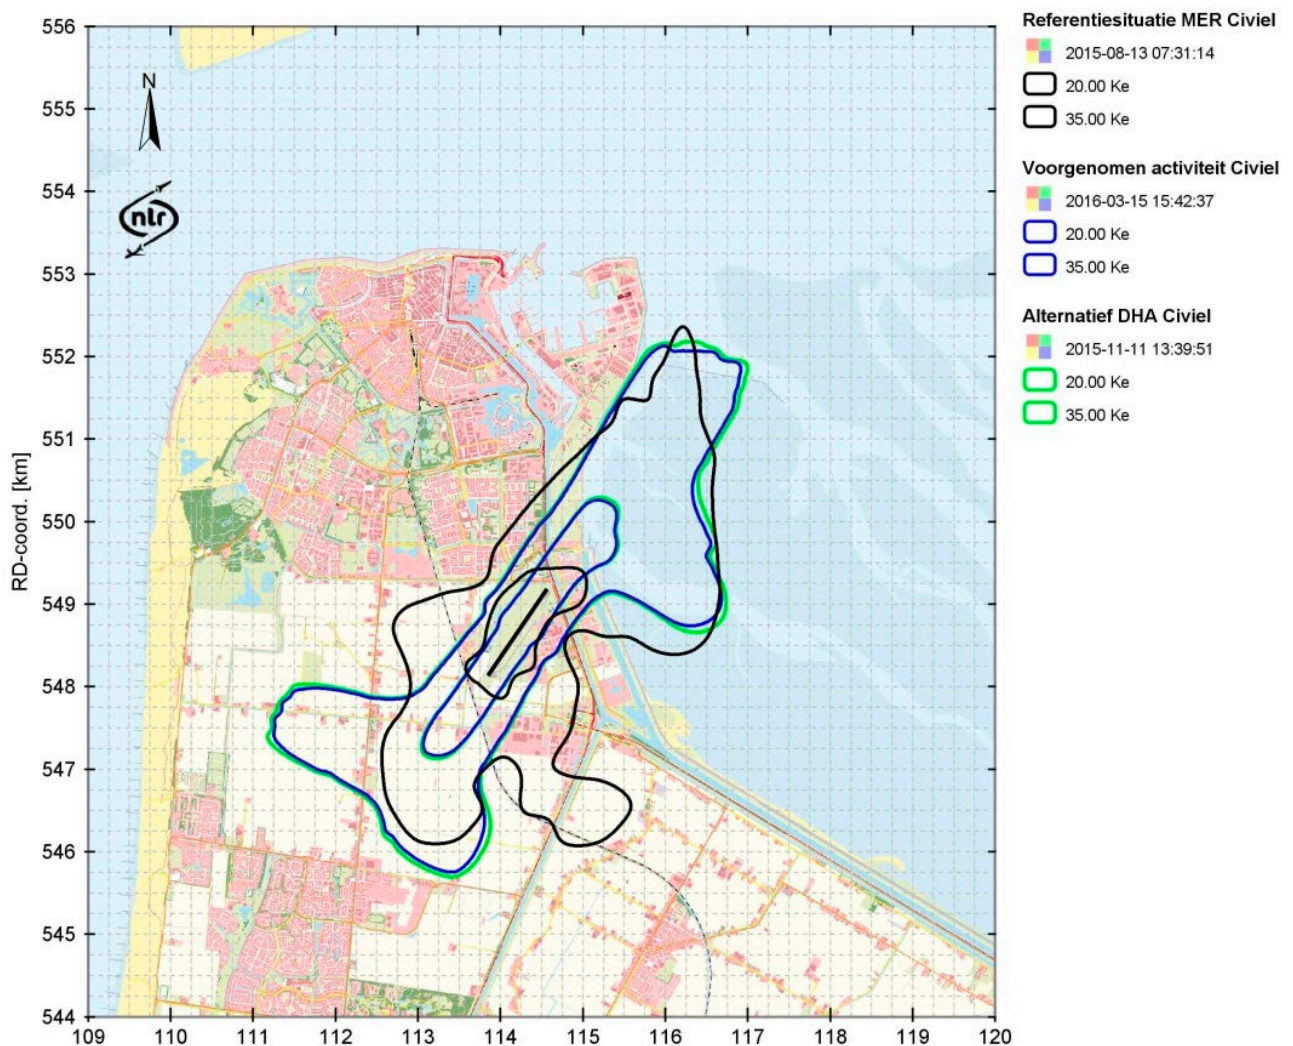 Referentiesituatie MER Civiel
2015-08-13 07:31:14
20.00 Ke
35.00 Ke
Voorgenomen activiteit Civiel
2016-03-15 15:42:37
20.00 Ke
35.00 Ke
Alternatief DHA Civiel
2015-11-11 13:39:51
20.00 Ke
35.00 Ke
N
nlr
RD-coord. [km]
556
555
554
553
552
551
550
549
548
547
546
545
544
109 110 111 112 113 114 115 116 117 118 119 120